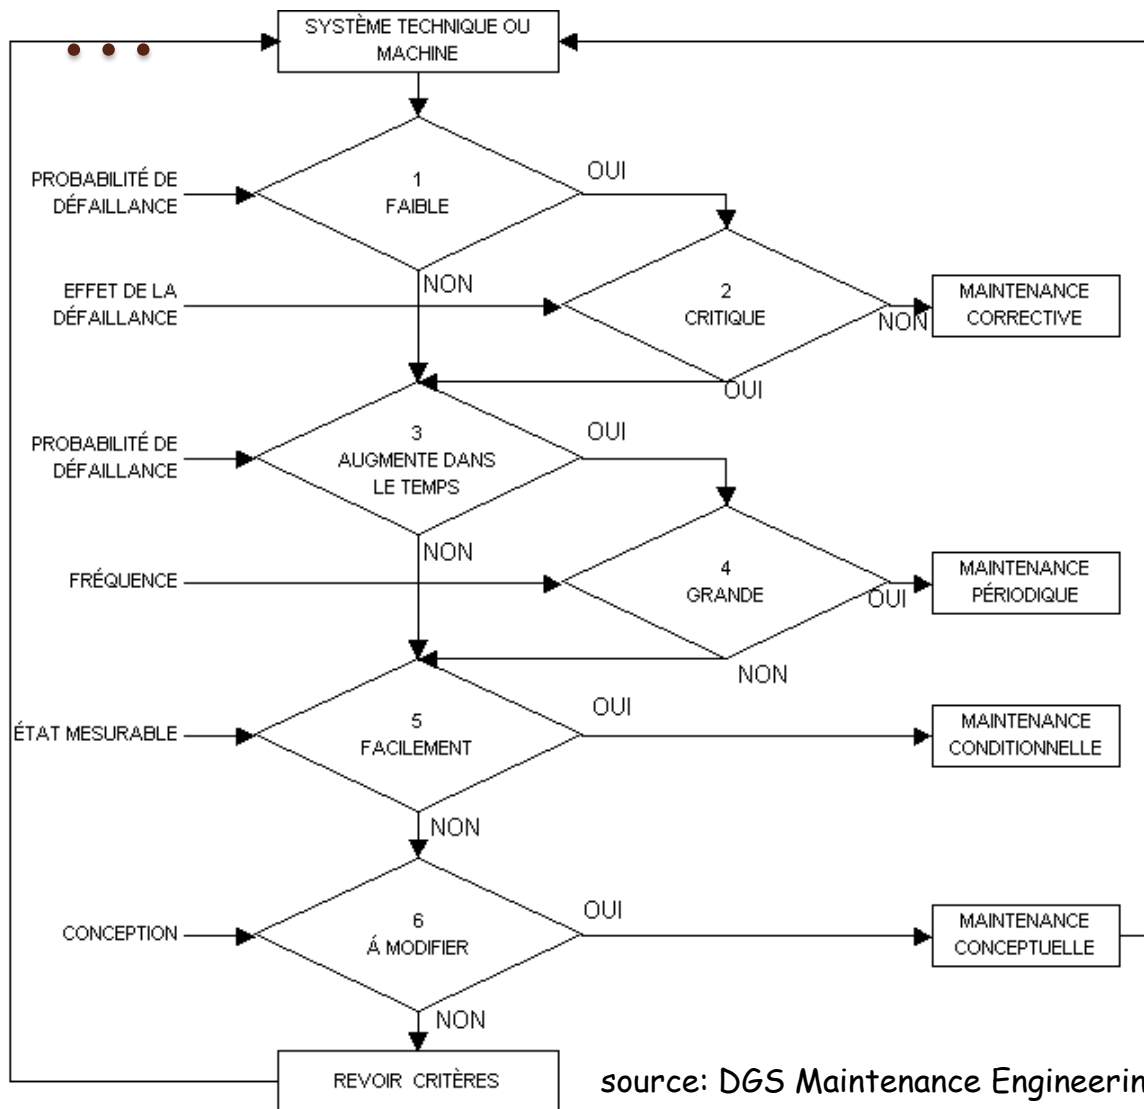 SYSTÈME TECHNIQUE OU
MACHINE
PROBABILITÉ DE
DÉFAILLANCE
1
FAIBLE
OUI
NON
EFFET DE LA
DÉFAILLANCE
2
CRITIQUE
NON
OUI
MAINTENANCE
CORRECTIVE
PROBABILITÉ DE
DÉFAILLANCE
3
AUGMENTE DANS
LE TEMPS
OUI
NON
FRÉQUENCE
4
GRANDE
OUI
NON
MAINTENANCE
PÉRIODIQUE
ÉTAT MESURABLE
5
FACILEMENT
OUI
NON
MAINTENANCE
CONDITIONNELLE
CONCEPTION
6
Á MODIFIER
OUI
NON
MAINTENANCE
CONCEPTUELLE
REVOIR CRITÈRES
source: DGS Maintenance Engineerin